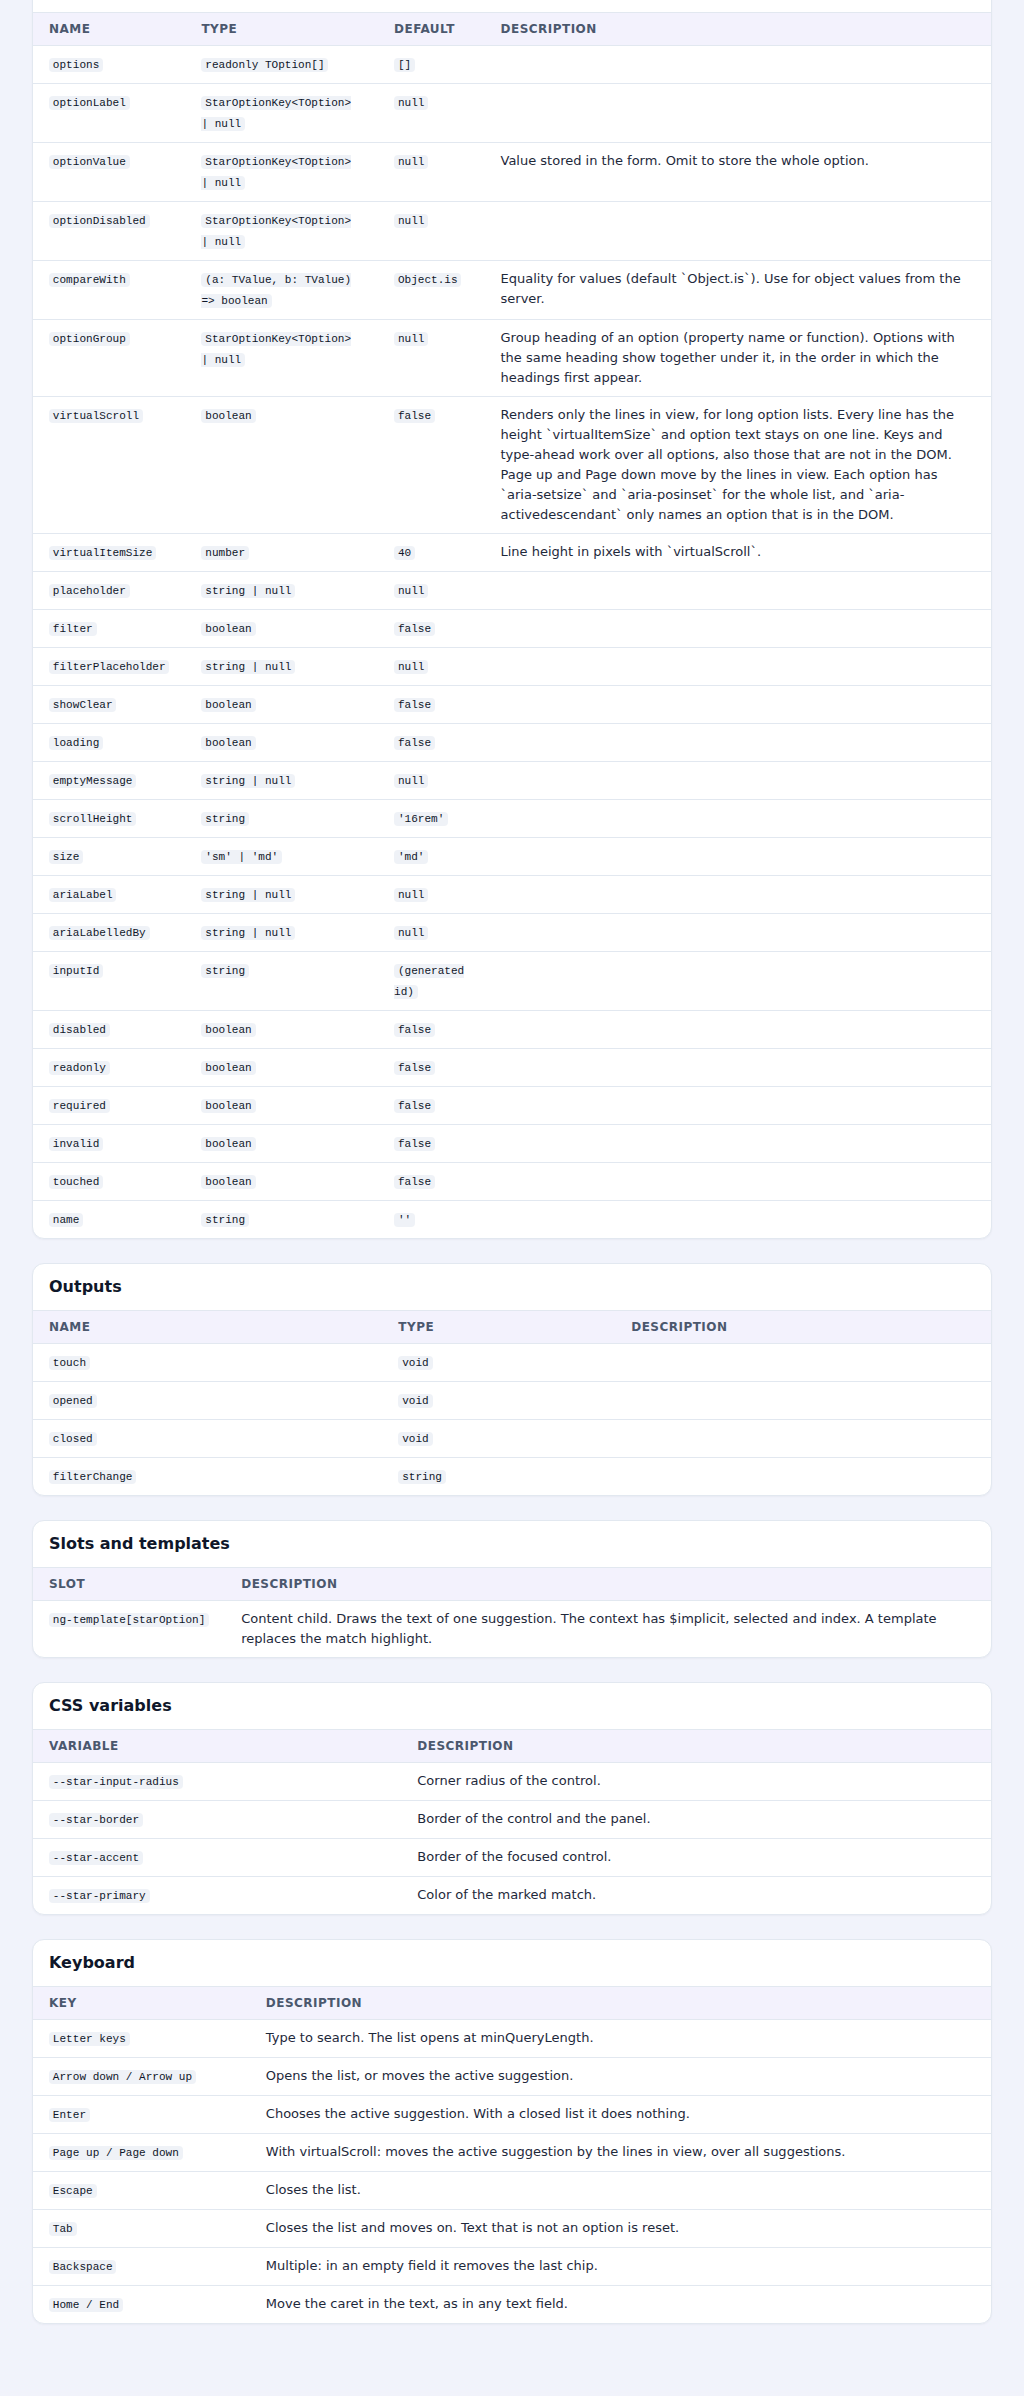 NAME TYPE DEFAULT DESCRIPTION
options readonly TOption[] []
optionLabel StarOptionKey<TOption> null
| null
optionValue StarOptionKey<TOption> null Value stored in the form. Omit to store the whole option.
| null
optionDisabled StarOptionKey<TOption> null
| null
compareWith (a: TValue, b: TValue) Object.is Equality for values (default `Object.is`). Use for object values from the
=> boolean server.
optionGroup StarOptionKey<TOption> null Group heading of an option (property name or function). Options with
| null the same heading show together under it, in the order in which the
headings first appear.
virtualScroll boolean false Renders only the lines in view, for long option lists. Every line has the
height `virtualItemSize` and option text stays on one line. Keys and
type-ahead work over all options, also those that are not in the DOM.
Page up and Page down move by the lines in view. Each option has
`aria-setsize` and `aria-posinset` for the whole list, and `aria-
activedescendant` only names an option that is in the DOM.
virtualItemSize number 40 Line height in pixels with `virtualScroll`.
placeholder string | null null
filter boolean false
filterPlaceholder string | null null
showClear boolean false
loading boolean false
emptyMessage string | null null
scrollHeight string '16rem'
size 'sm' | 'md' 'md'
ariaLabel string | null null
ariaLabelledBy string | null null
inputId string (generated
id)
disabled boolean false
readonly boolean false
required boolean false
invalid boolean false
touched boolean false
name string ''
Outputs
NAME TYPE DESCRIPTION
touch void
opened void
closed void
filterChange string
Slots and templates
SLOT DESCRIPTION
ng-template[starOption] Content child. Draws the text of one suggestion. The context has $implicit, selected and index. A template
replaces the match highlight.
CSS variables
VARIABLE DESCRIPTION
--star-input-radius Corner radius of the control.
--star-border Border of the control and the panel.
--star-accent Border of the focused control.
--star-primary Color of the marked match.
Keyboard
KEY DESCRIPTION
Letter keys Type to search. The list opens at minQueryLength.
Arrow down / Arrow up Opens the list, or moves the active suggestion.
Enter Chooses the active suggestion. With a closed list it does nothing.
Page up / Page down With virtualScroll: moves the active suggestion by the lines in view, over all suggestions.
Escape Closes the list.
Tab Closes the list and moves on. Text that is not an option is reset.
Backspace Multiple: in an empty field it removes the last chip.
Home / End Move the caret in the text, as in any text field.